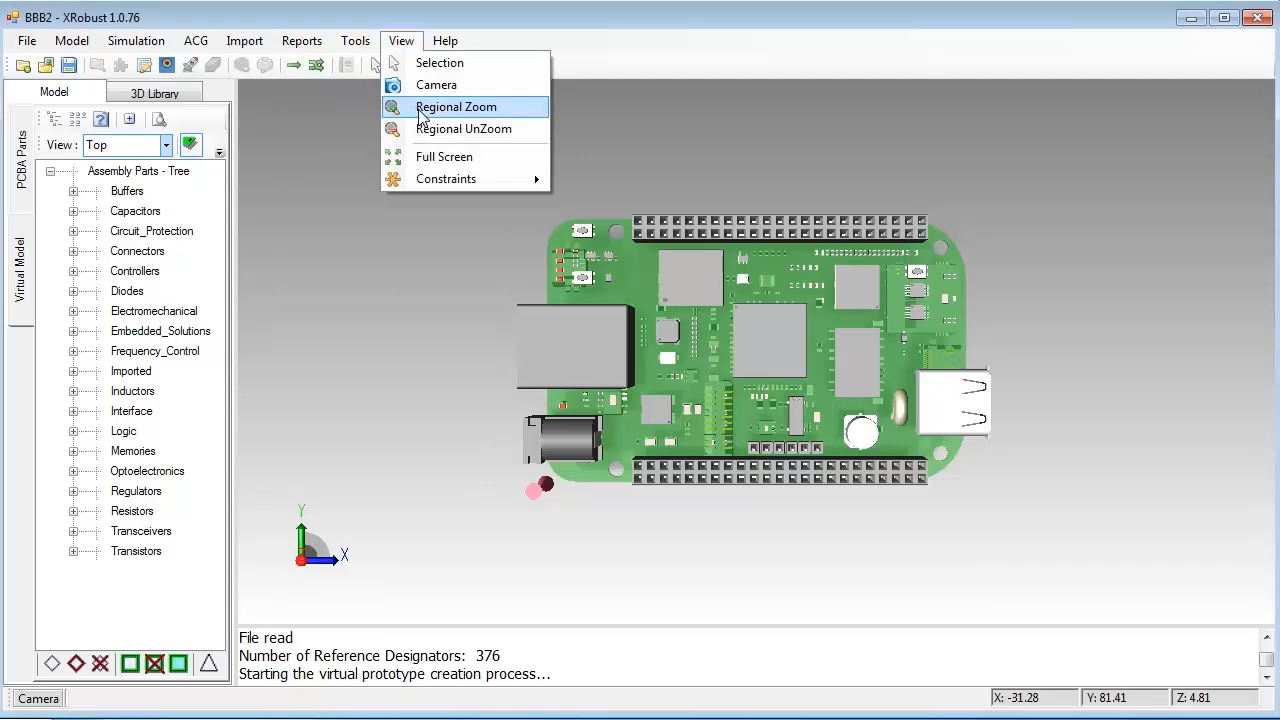 BBB2 - XRobust 1.0.76
File Model Simulation ACG Import Reports Tools View Help
Selection
Camera
Regional Zoom
Regional UnZoom
Full Screen
Constraints
Model 3D Library
View : Top
PCBA Parts
Virtual Model
Assembly Parts - Tree
Buffers
Capacitors
Circuit_Protection
Connectors
Controllers
Diodes
Electromechanical
Embedded_Solutions
Frequency_Control
Imported
Inductors
Interface
Logic
Memories
Optoelectronics
Regulators
Resistors
Transceivers
Transistors
Y
X
File read
Number of Reference Designators: 376
Starting the virtual prototype creation process...
Camera
X: -31.28 Y: 81.41 Z: 4.81